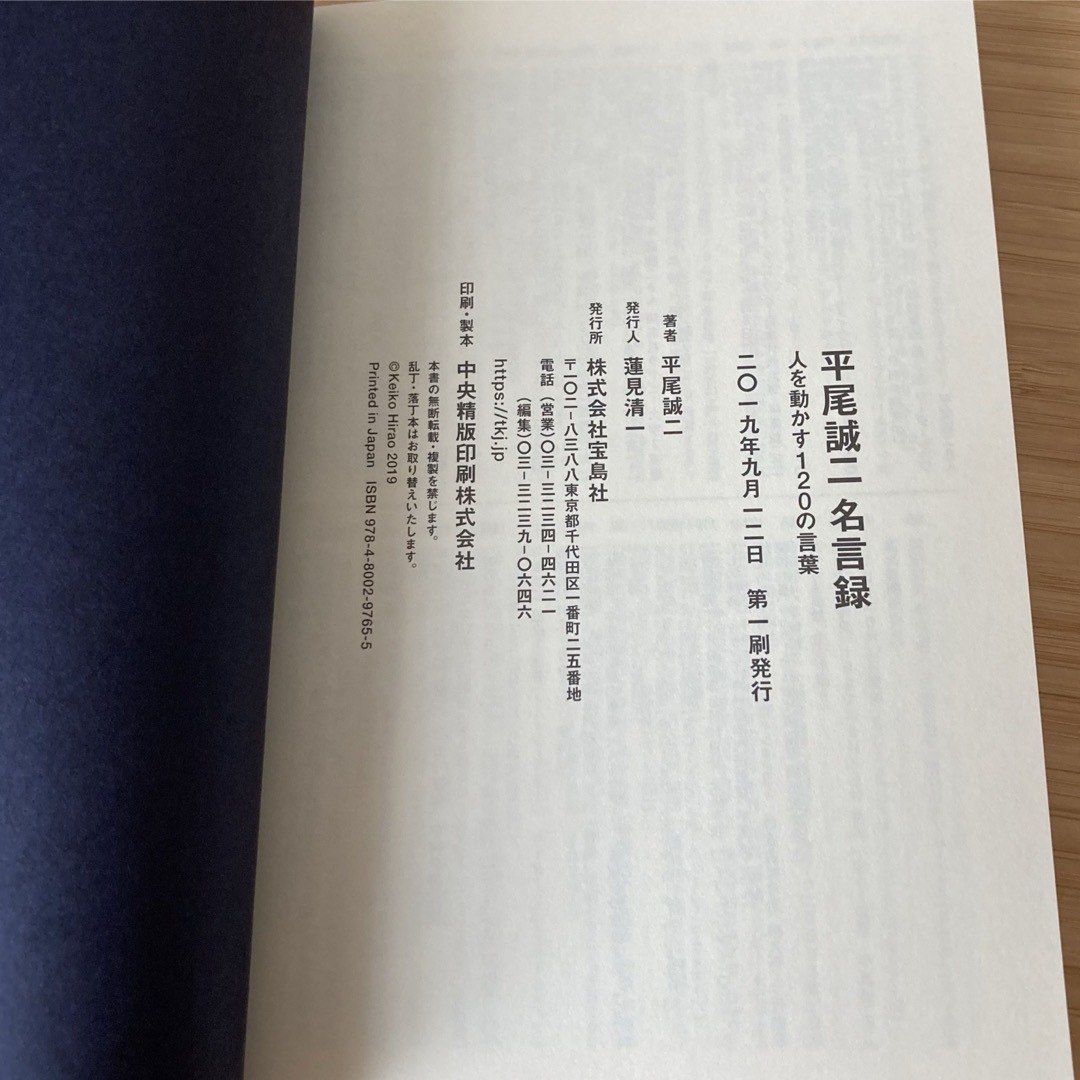 平尾誠二 名言録
人を動かす120の言葉
二〇一九年九月一二日 第一刷発行
著者 平尾誠二
発行人 蓮見清一
発行所 株式会社宝島社
〒一〇二-八三八八東京都千代田区一番町二五番地
電話 (営業)〇三-三二三四-四六二一
(編集)〇三-三二三九-〇六四六
https://tkj.jp
印刷・製本 中央精版印刷株式会社
本書の無断転載・複製を禁じます。
乱丁・落丁本はお取り替えいたします。
©Keiko Hirao 2019
Printed in Japan ISBN 978-4-8002-9765-5